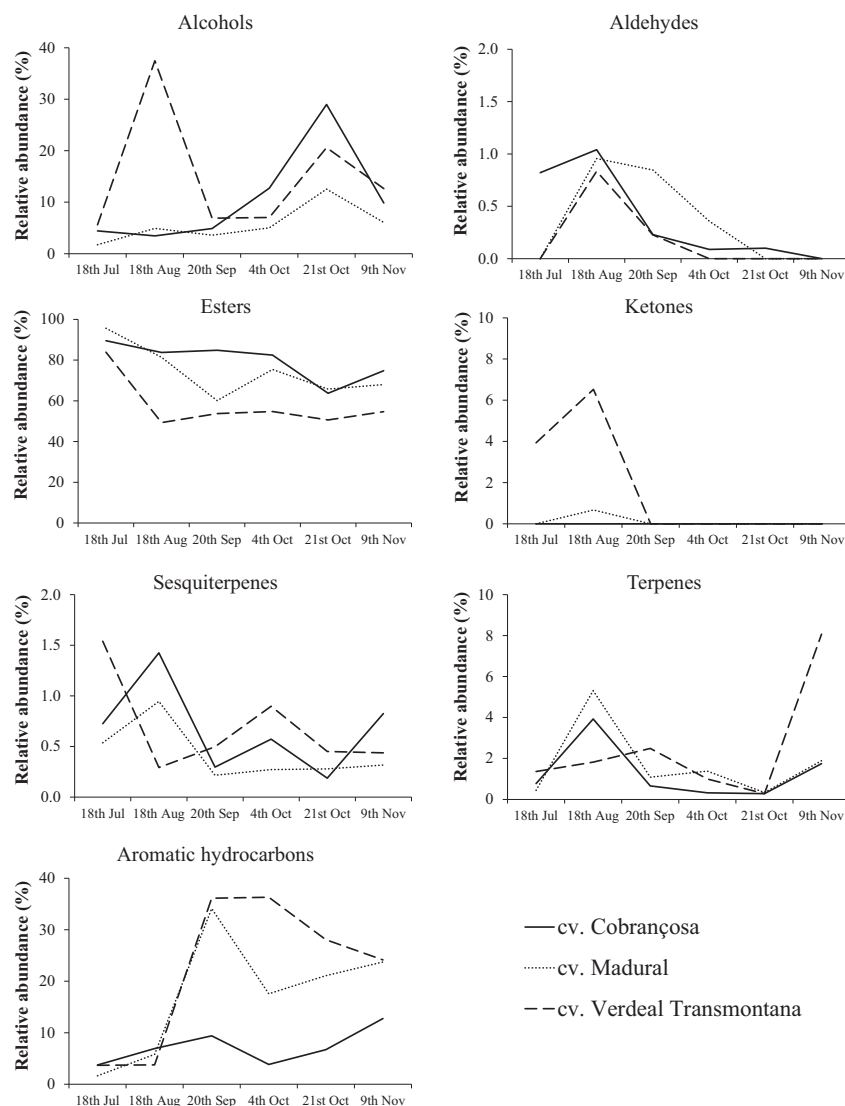 Alcohols
Relative abundance (%)
40
30
20
10
0
18th Jul 18th Aug 20th Sep 4th Oct 21st Oct 9th Nov
Aldehydes
Relative abundance (%)
2.0
1.5
1.0
0.5
0.0
18th Jul 18th Aug 20th Sep 4th Oct 21st Oct 9th Nov
Esters
Relative abundance (%)
100
80
60
40
20
0
18th Jul 18th Aug 20th Sep 4th Oct 21st Oct 9th Nov
Ketones
Relative abundance (%)
10
8
6
4
2
0
18th Jul 18th Aug 20th Sep 4th Oct 21st Oct 9th Nov
Sesquiterpenes
Relative abundance (%)
2.0
1.5
1.0
0.5
0.0
18th Jul 18th Aug 20th Sep 4th Oct 21st Oct 9th Nov
Terpenes
Relative abundance (%)
10
8
6
4
2
0
18th Jul 18th Aug 20th Sep 4th Oct 21st Oct 9th Nov
Aromatic hydrocarbons
Relative abundance (%)
40
30
20
10
0
18th Jul 18th Aug 20th Sep 4th Oct 21st Oct 9th Nov
cv. Cobrançosa
cv. Madural
cv. Verdeal Transmontana